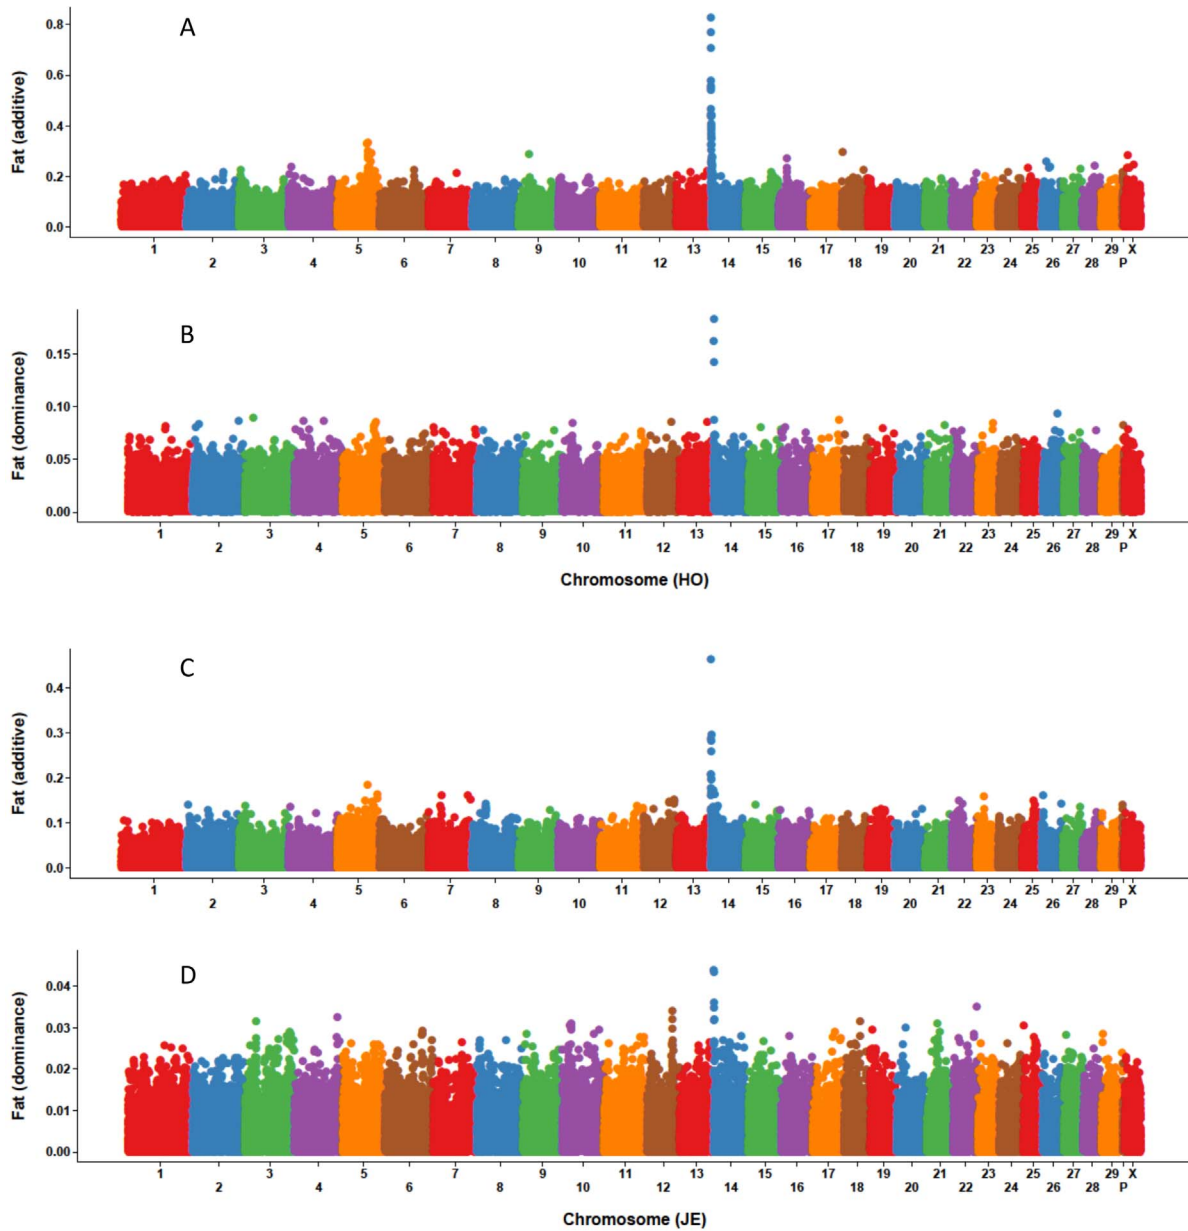 A
Fat (additive)
0.8
0.6
0.4
0.2
0.0
1 3 5 7 9 11 13 15 17 19 21 23 25 27 29 X
2 4 6 8 10 12 14 16 18 20 22 24 26 28 P
B
Fat (dominance)
0.15
0.10
0.05
0.00
1 3 5 7 9 11 13 15 17 19 21 23 25 27 29 X
2 4 6 8 10 12 14 16 18 20 22 24 26 28 P
Chromosome (HO)
C
Fat (additive)
0.4
0.3
0.2
0.1
0.0
1 3 5 7 9 11 13 15 17 19 21 23 25 27 29 X
2 4 6 8 10 12 14 16 18 20 22 24 26 28 P
D
Fat (dominance)
0.04
0.03
0.02
0.01
0.00
1 3 5 7 9 11 13 15 17 19 21 23 25 27 29 X
2 4 6 8 10 12 14 16 18 20 22 24 26 28 P
Chromosome (JE)